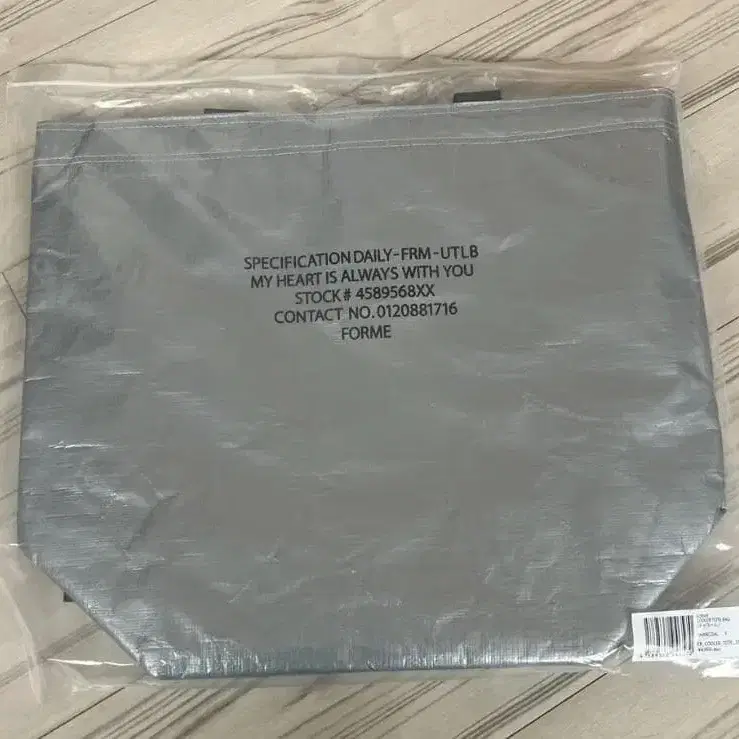 SPECIFICATION DAILY-FRM-UTLB
MY HEART IS ALWAYS WITH YOU
STOCK# 4589568XX
CONTACT NO.0120881716
FORME